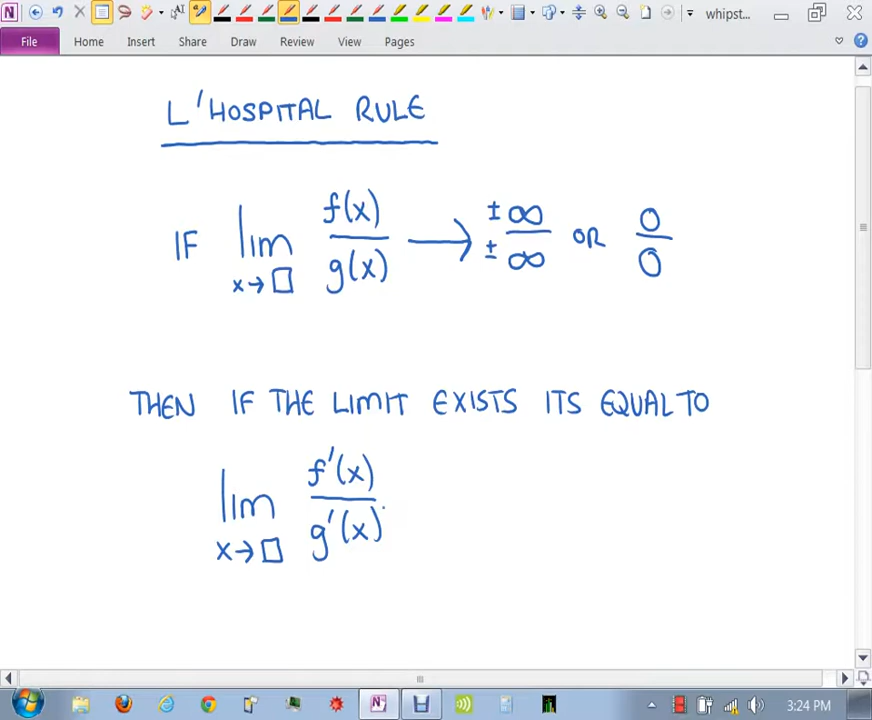 whipst...
File Home Insert Share Draw Review View Pages
L'HOSPITAL RULE
IF lim x→□ f(x)/g(x) → ±∞/±∞ OR 0/0
THEN IF THE LIMIT EXISTS ITS EQUAL TO
lim x→□ f'(x)/g'(x)
3:24 PM